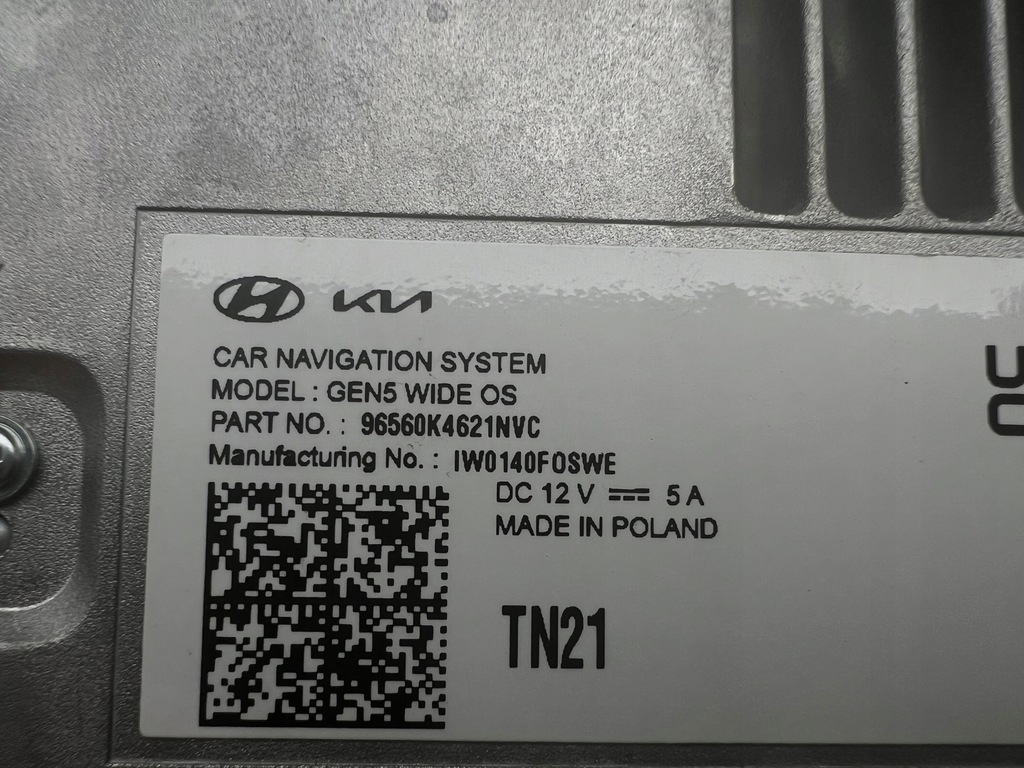 KIA
CAR NAVIGATION SYSTEM
MODEL : GEN5 WIDE OS
PART NO. : 96560K4621NVC
Manufacturing No. : IW0140F0SWE
DC 12 V ⎓ 5 A
MADE IN POLAND
TN21